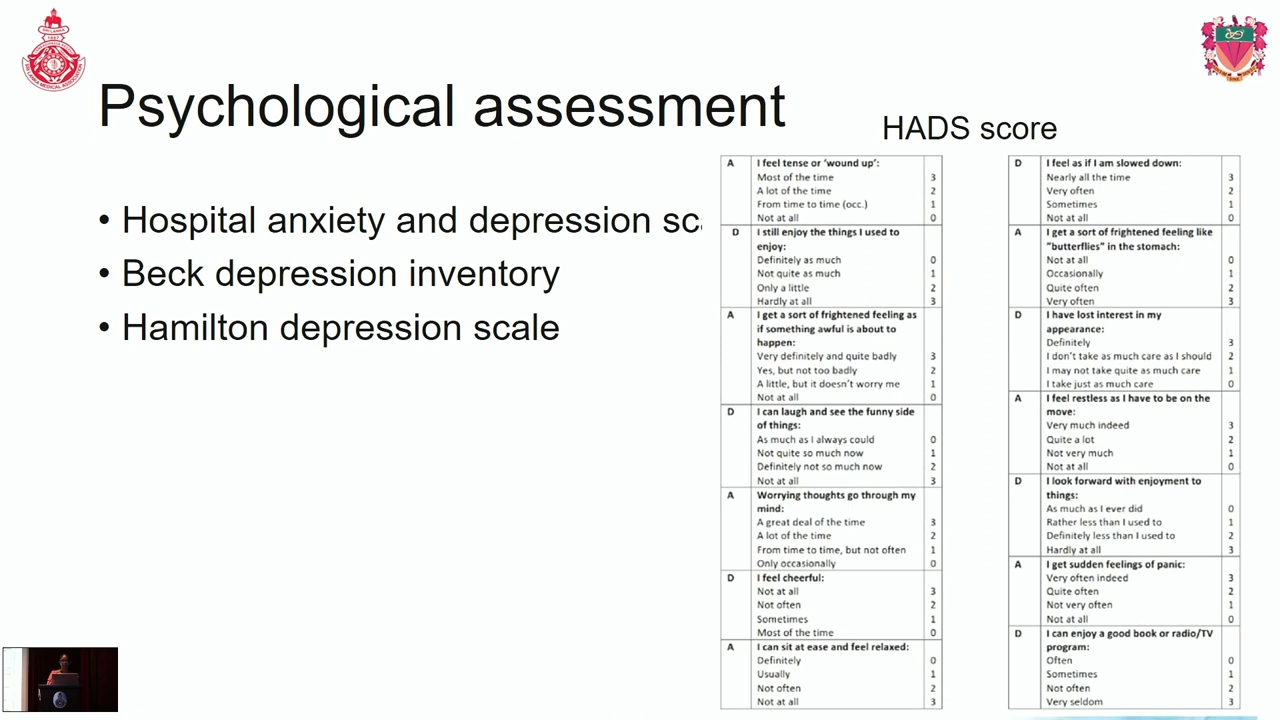 Psychological assessment
• Hospital anxiety and depression
• Beck depression inventory
• Hamilton depression scale
HADS score
A I feel tense or ‘wound up’:
Most of the time 3
A lot of the time 2
From time to time (occ.) 1
Not at all 0
D I still enjoy the things I used to
enjoy:
Definitely as much 0
Not quite as much 1
Only a little 2
Hardly at all 3
A I get a sort of frightened feeling as
if something awful is about to
happen:
Very definitely and quite badly 3
Yes, but not too badly 2
A little, but it doesn’t worry me 1
Not at all 0
D I can laugh and see the funny side
of things:
As much as I always could 0
Not quite so much now 1
Definitely not so much now 2
Not at all 3
A Worrying thoughts go through my
mind:
A great deal of the time 3
A lot of the time 2
From time to time, but not often 1
Only occasionally 0
D I feel cheerful:
Not at all 3
Not often 2
Sometimes 1
Most of the time 0
A I can sit at ease and feel relaxed:
Definitely 0
Usually 1
Not often 2
Not at all 3
D I feel as if I am slowed down:
Nearly all the time 3
Very often 2
Sometimes 1
Not at all 0
A I get a sort of frightened feeling like
"butterflies" in the stomach:
Not at all 0
Occasionally 1
Quite often 2
Very often 3
D I have lost interest in my
appearance:
Definitely 3
I don’t take as much care as I should 2
I may not take quite as much care 1
I take just as much care 0
A I feel restless as I have to be on the
move:
Very much indeed 3
Quite a lot 2
Not very much 1
Not at all 0
D I look forward with enjoyment to
things:
As much as I ever did 0
Rather less than I used to 1
Definitely less than I used to 2
Hardly at all 3
A I get sudden feelings of panic:
Very often indeed 3
Quite often 2
Not very often 1
Not at all 0
D I can enjoy a good book or radio/TV
program:
Often 0
Sometimes 1
Not often 2
Very seldom 3